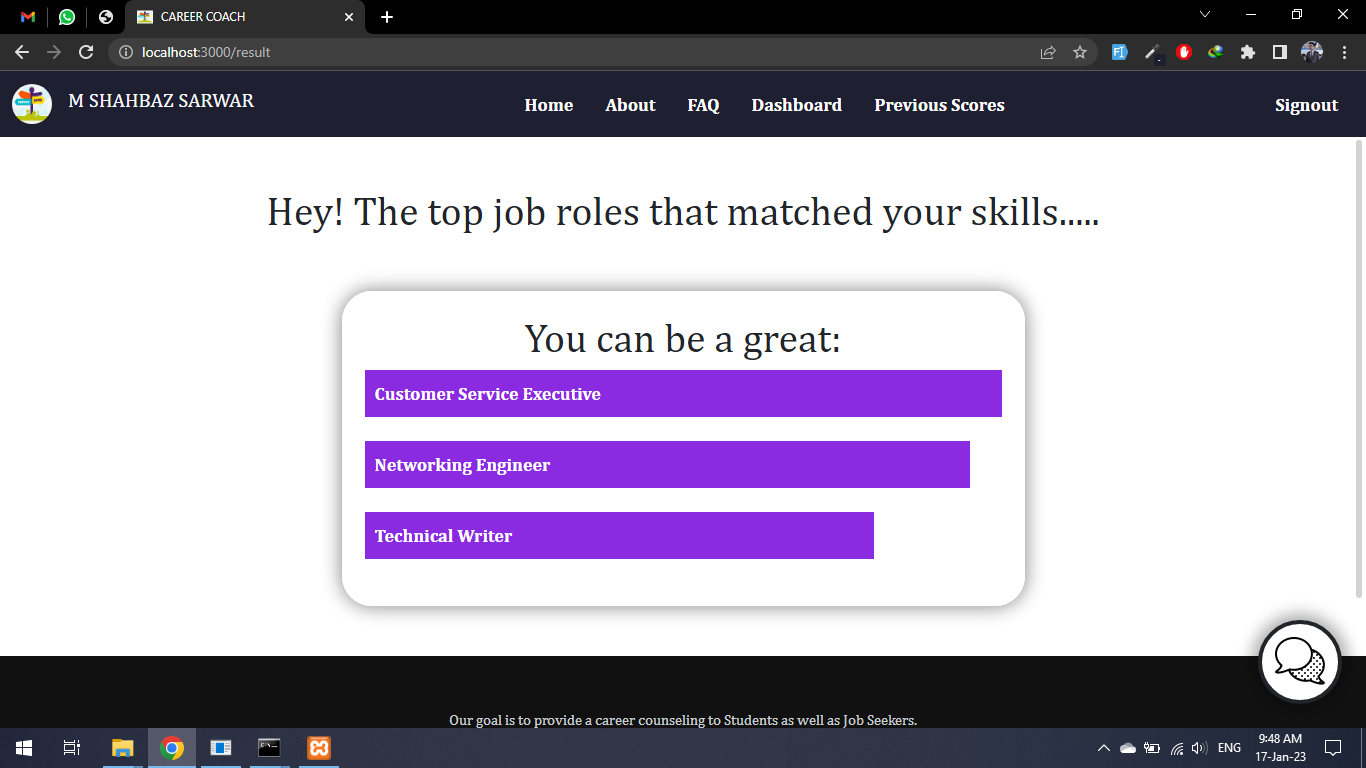 CAREER COACH
localhost:3000/result
M SHAHBAZ SARWAR
Home
About
FAQ
Dashboard
Previous Scores
Signout
Hey! The top job roles that matched your skills.....
You can be a great:
Customer Service Executive
Networking Engineer
Technical Writer
Our goal is to provide a career counseling to Students as well as Job Seekers.
ENG
9:48 AM
17-Jan-23